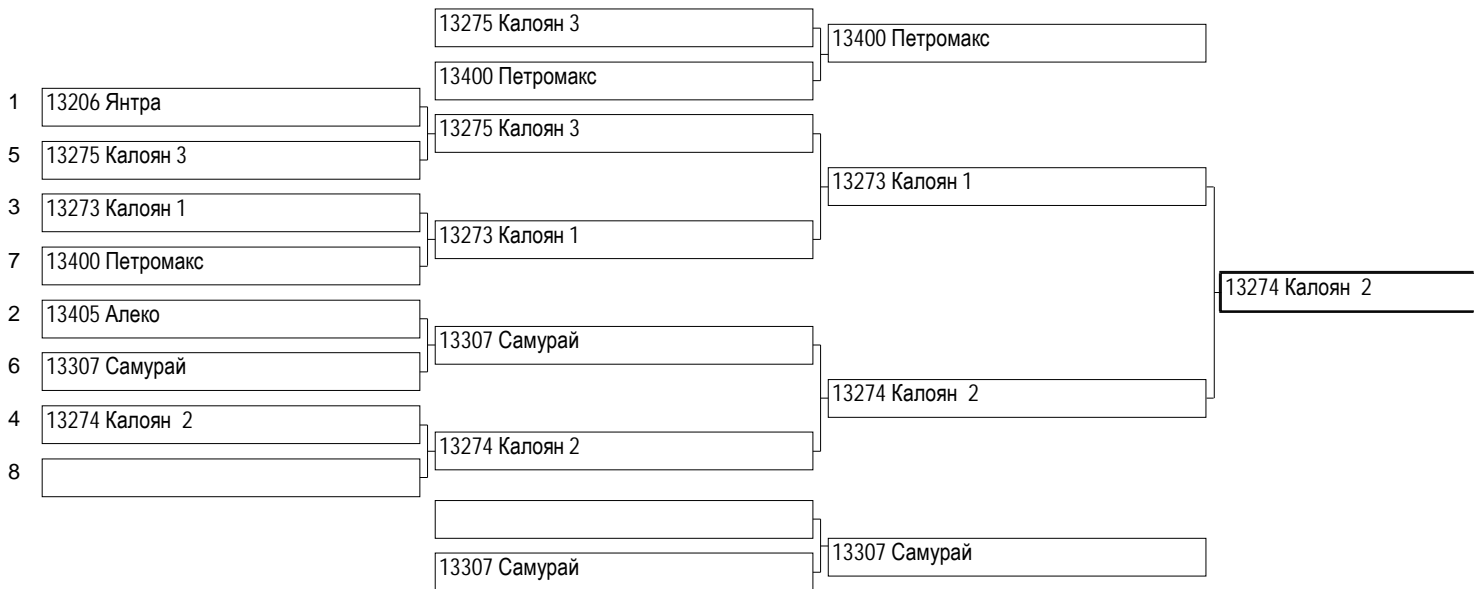 13275 Калоян 3
13400 Петромакс
13400 Петромакс
1 13206 Янтра
13275 Калоян 3
5 13275 Калоян 3
13273 Калоян 1
3 13273 Калоян 1
13273 Калоян 1
7 13400 Петромакс
13274 Калоян  2
2 13405 Алеко
13307 Самурай
6 13307 Самурай
13274 Калоян  2
4 13274 Калоян  2
13274 Калоян 2
8
13307 Самурай
13307 Самурай